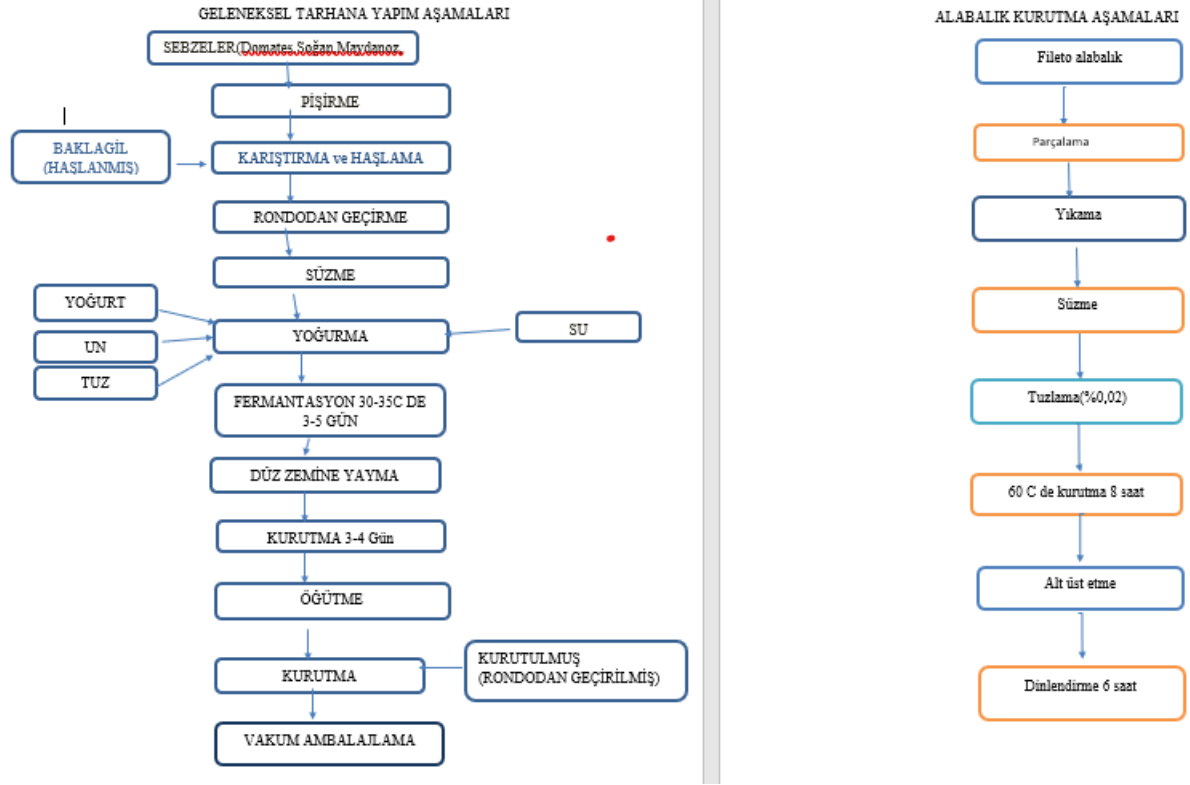 GELENEKSEL TARHANA YAPIM AŞAMALARI
SEBZELER(Domates,Soğan,Maydanoz,
PİŞİRME
BAKLAGİL
(HAŞLANMIŞ)
KARIŞTIRMA ve HAŞLAMA
RONDODAN GEÇİRME
SÜZME
YOĞURT
UN
TUZ
YOĞURMA
SU
FERMANTASYON 30-35C DE
3-5 GÜN
DÜZ ZEMİNE YAYMA
KURUTMA 3-4 Gün
ÖĞÜTME
KURUTMA
KURUTULMUŞ
(RONDODAN GEÇİRİLMİŞ)
VAKUM AMBALAJLAMA
ALABALIK KURUTMA AŞAMALARI
Fileto alabalık
Parçalama
Yıkama
Süzme
Tuzlama(%0,02)
60 C de kurutma 8 saat
Alt üst etme
Dinlendirme 6 saat